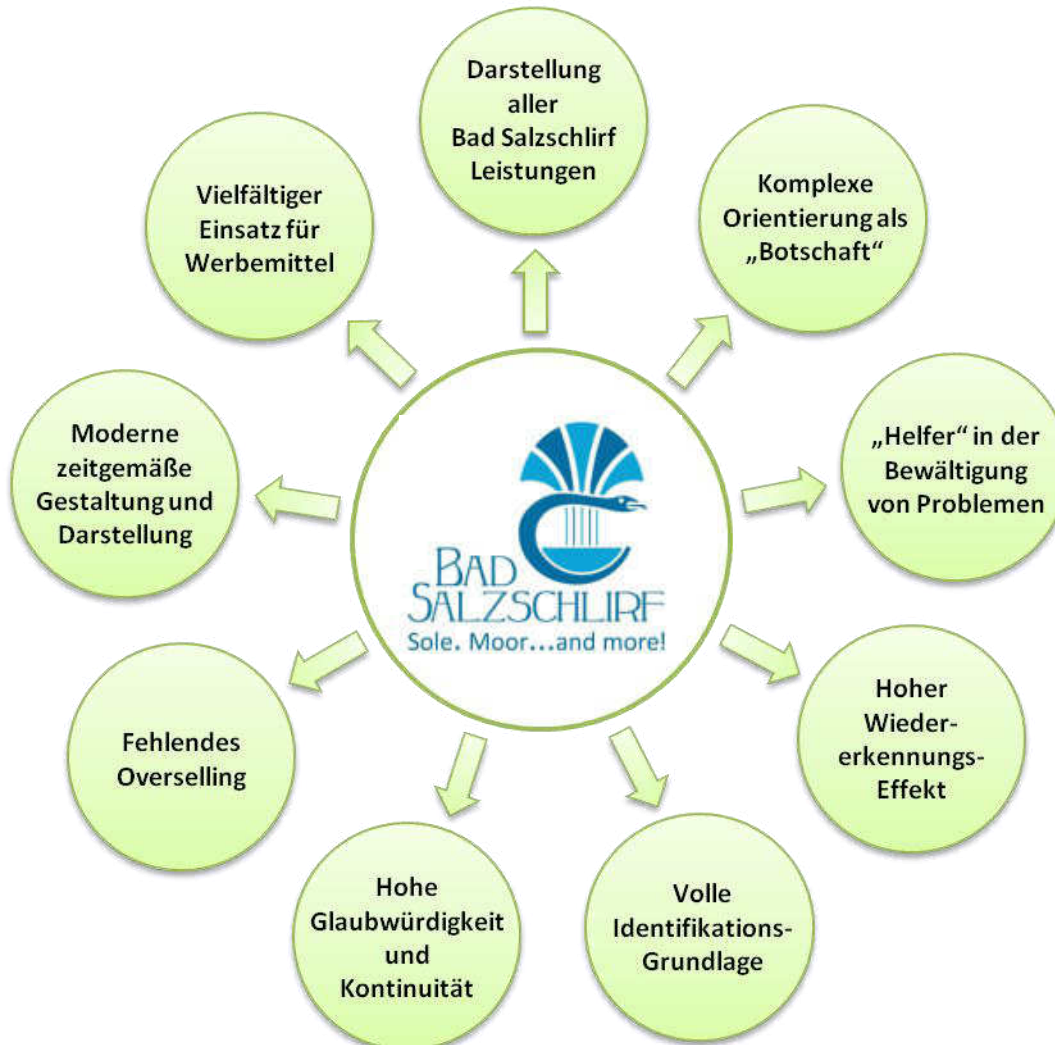 Darstellung
aller
Bad Salzschlirf
Leistungen
Komplexe
Orientierung als
„Botschaft“
„Helfer“ in der
Bewältigung
von Problemen
Hoher
Wieder-
erkennungs-
Effekt
Volle
Identifikations-
Grundlage
Hohe
Glaubwürdigkeit
und
Kontinuität
Fehlendes
Overselling
Moderne
zeitgemäße
Gestaltung und
Darstellung
Vielfältiger
Einsatz für
Werbemittel
BAD
SALZSCHLIRF
Sole. Moor...and more!